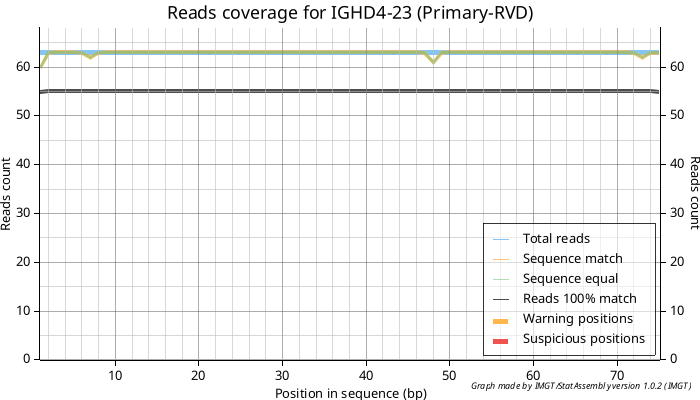 Reads coverage for IGHD4-23 (Primary-RVD)
60 60
50 50
40 40
30 30
20 20
10 10
0 0
Reads count
Reads count
Total reads
Sequence match
Sequence equal
Reads 100% match
Warning positions
Suspicious positions
10 20 30 40 50 60 70
Position in sequence (bp)
Graph made by IMGT/StatAssembly version 1.0.2 (IMGT)